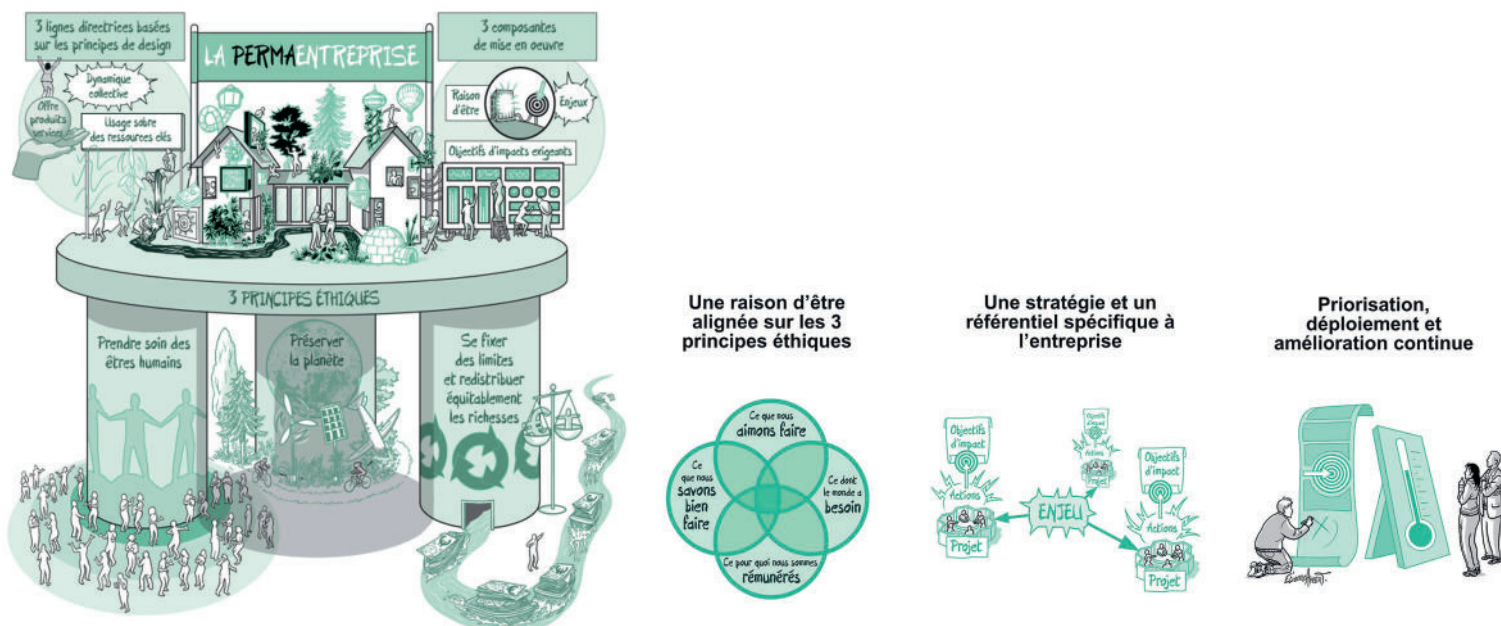 3 lignes directrices basées
sur les principes de design
LA PERMAENTREPRISE
3 composantes
de mise en oeuvre
Dynamique
collective
Offre
produits
services
Usage sobre
des ressources clés
Raison
d'être
Enjeux
Objectifs d'impacts exigeants
3 PRINCIPES ÉTHIQUES
Prendre soin des
êtres humains
Préserver
la planète
Se fixer
des limites
et redistribuer
équitablement
les richesses
Une raison d'être
alignée sur les 3
principes éthiques
Ce que nous
aimons faire
Ce
que nous
savons
bien
faire
Ce dont
le monde a
besoin
Ce pour quoi nous sommes
rémunérés
Une stratégie et un
référentiel spécifique à
l'entreprise
Objectifs
d'impact
Actions
Projet
Objectifs
d'impact
Actions
Projet
ENJEU
Objectifs
d'impact
Actions
Projet
Priorisation,
déploiement et
amélioration continue